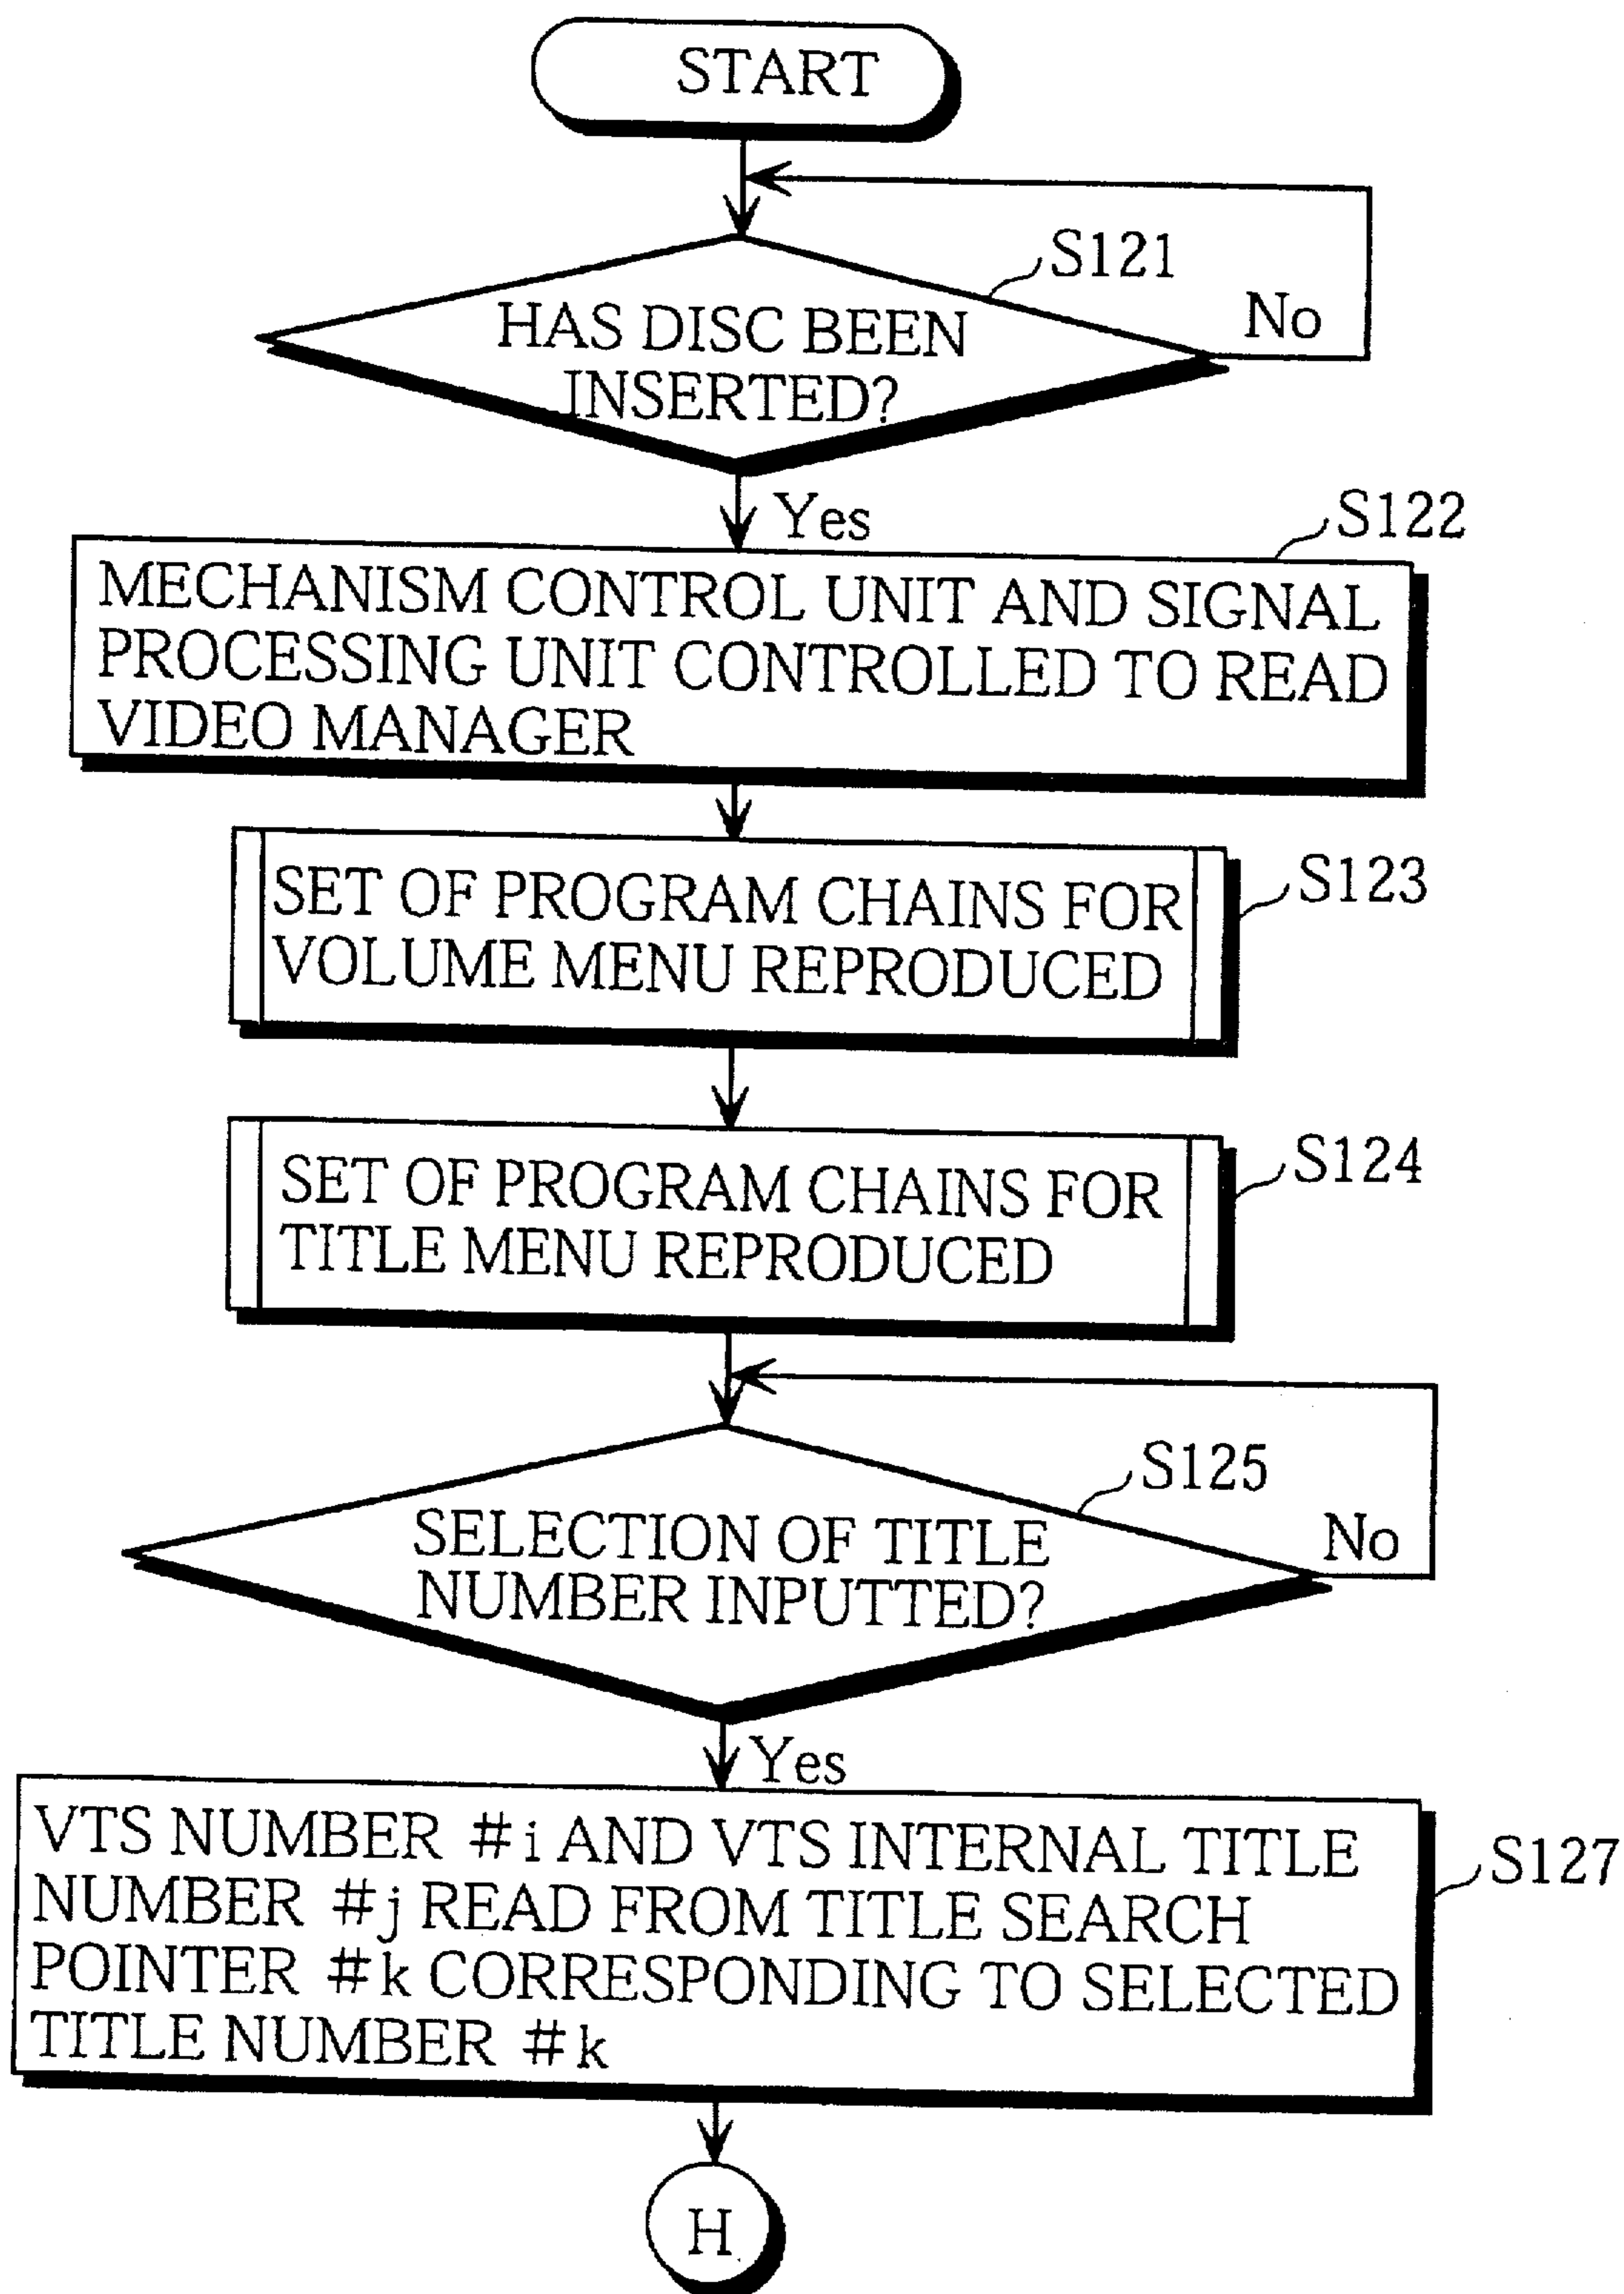 START
S121
HAS DISC BEEN
INSERTED?
No
Yes
S122
MECHANISM CONTROL UNIT AND SIGNAL
PROCESSING UNIT CONTROLLED TO READ
VIDEO MANAGER
S123
SET OF PROGRAM CHAINS FOR
VOLUME MENU REPRODUCED
S124
SET OF PROGRAM CHAINS FOR
TITLE MENU REPRODUCED
S125
SELECTION OF TITLE
NUMBER INPUTTED?
No
Yes
S127
VTS NUMBER #i AND VTS INTERNAL TITLE
NUMBER #j READ FROM TITLE SEARCH
POINTER #k CORRESPONDING TO SELECTED
TITLE NUMBER #k
H